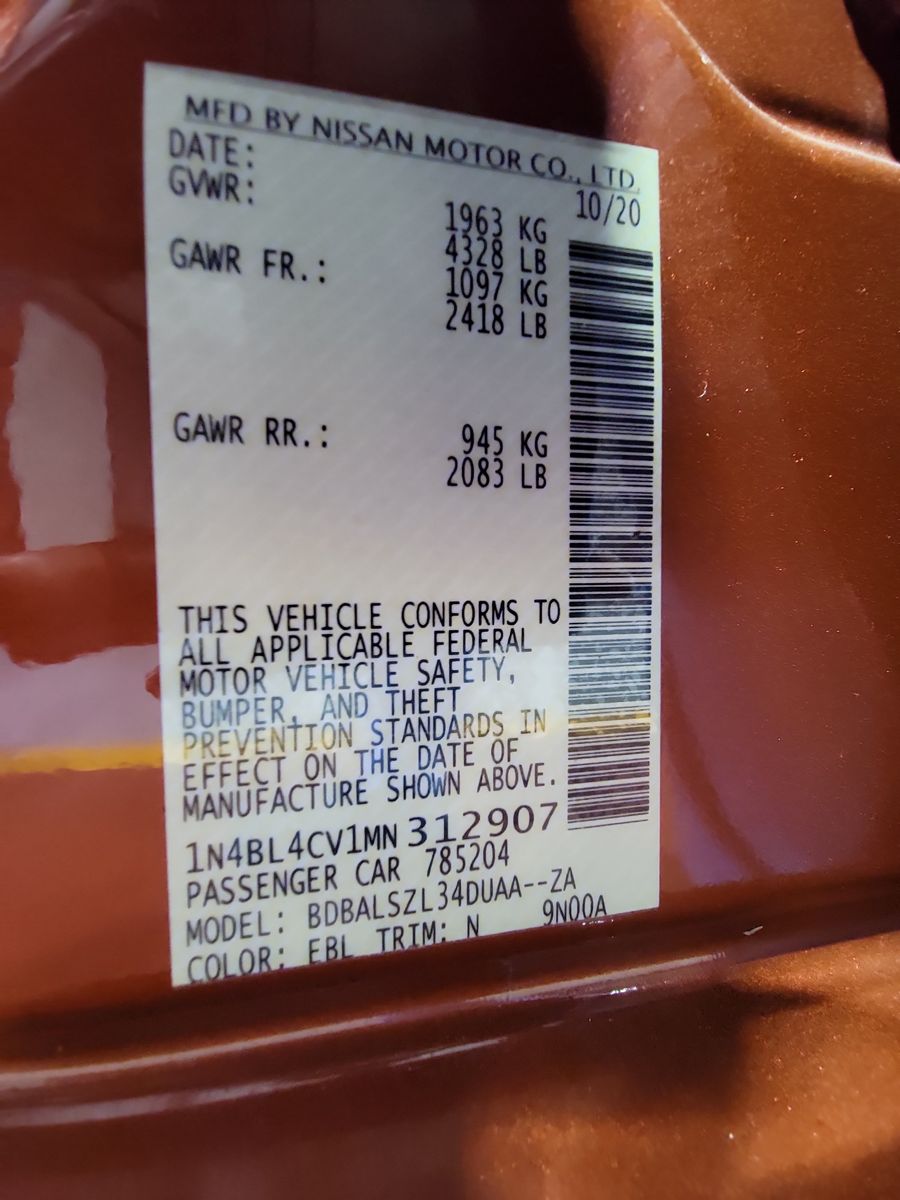 MFD BY NISSAN MOTOR CO., LTD.
DATE: 10/20
GVWR: 1963 KG
4328 LB
GAWR FR.: 1097 KG
2418 LB
GAWR RR.: 945 KG
2083 LB
THIS VEHICLE CONFORMS TO
ALL APPLICABLE FEDERAL
MOTOR VEHICLE SAFETY,
BUMPER, AND THEFT
PREVENTION STANDARDS IN
EFFECT ON THE DATE OF
MANUFACTURE SHOWN ABOVE.
1N4BL4CV1MN312907
PASSENGER CAR 785204
MODEL: BDBALSZL34DUAA--ZA
COLOR: EBL TRIM: N 9N00A